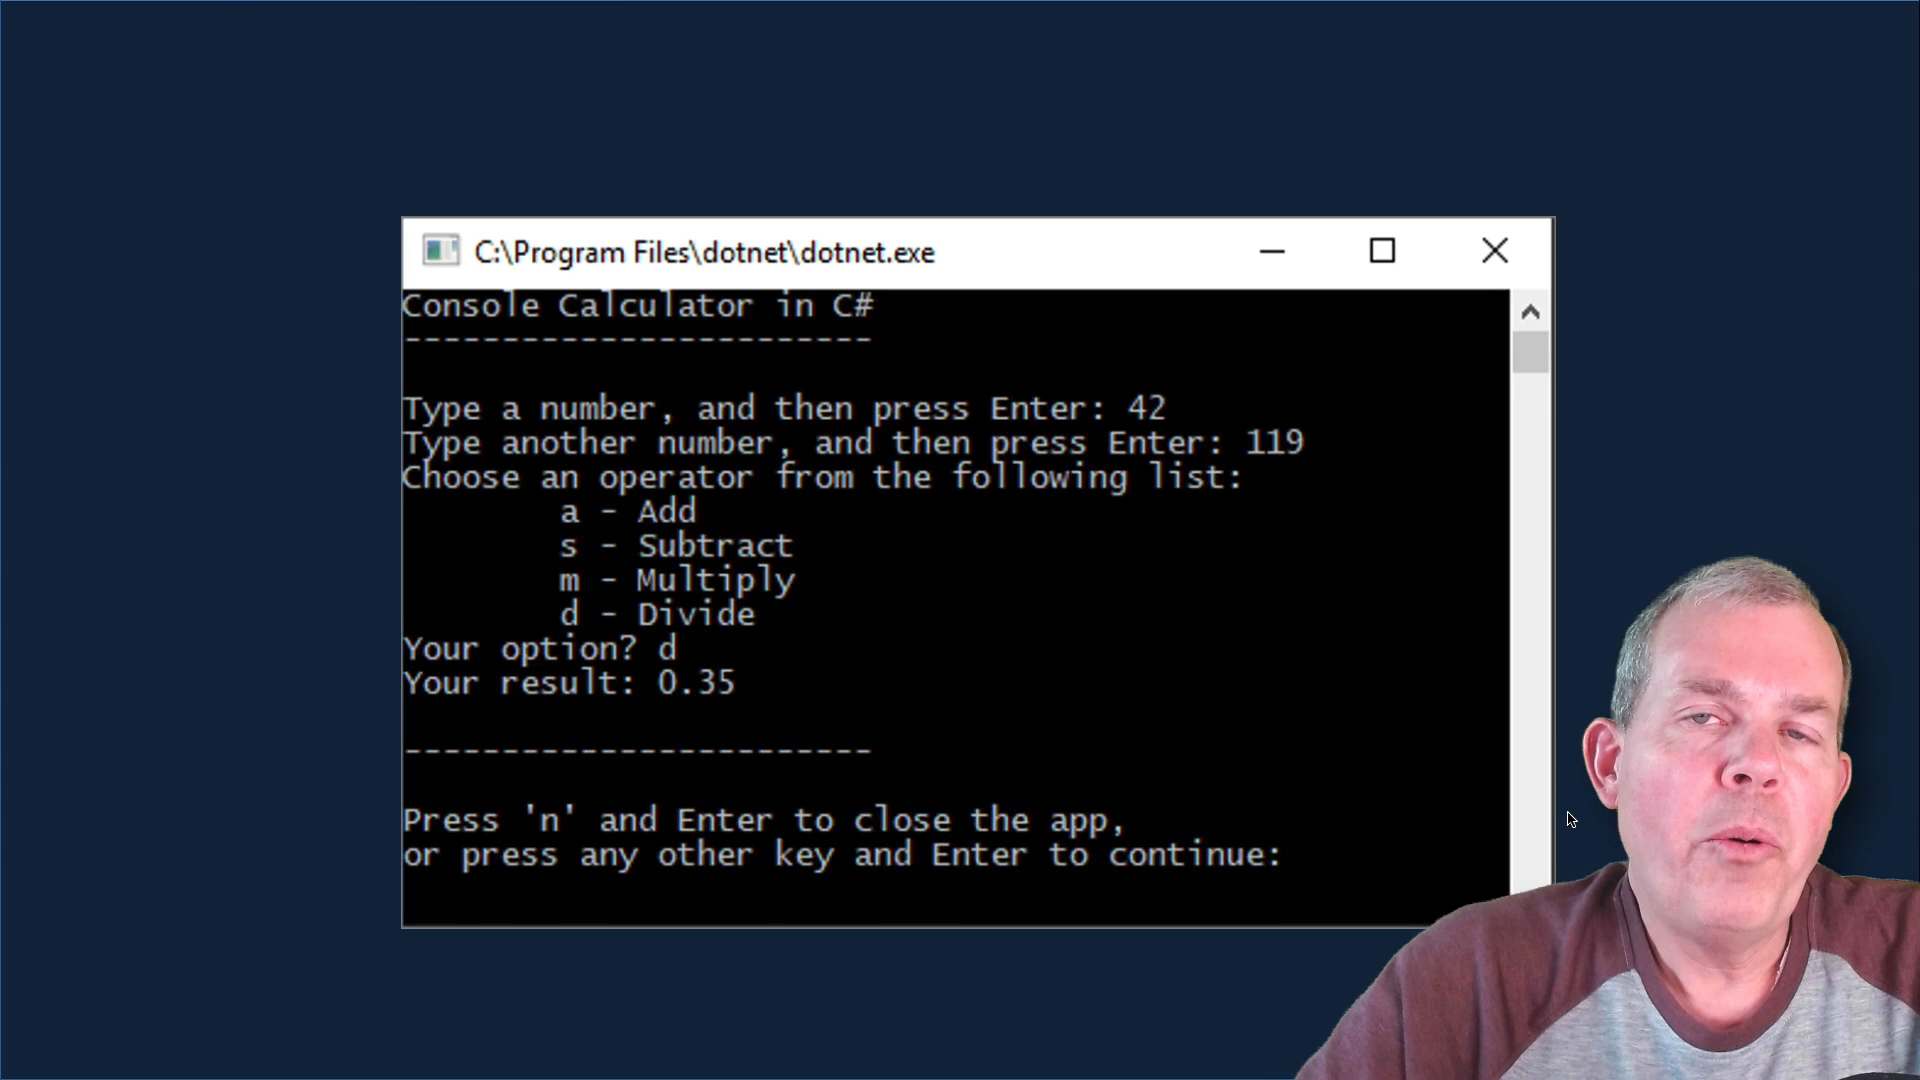 C:\Program Files\dotnet\dotnet.exe
Console Calculator in C#
------------------------
Type a number, and then press Enter: 42
Type another number, and then press Enter: 119
Choose an operator from the following list:
a - Add
s - Subtract
m - Multiply
d - Divide
Your option? d
Your result: 0.35
------------------------
Press 'n' and Enter to close the app,
or press any other key and Enter to continue: